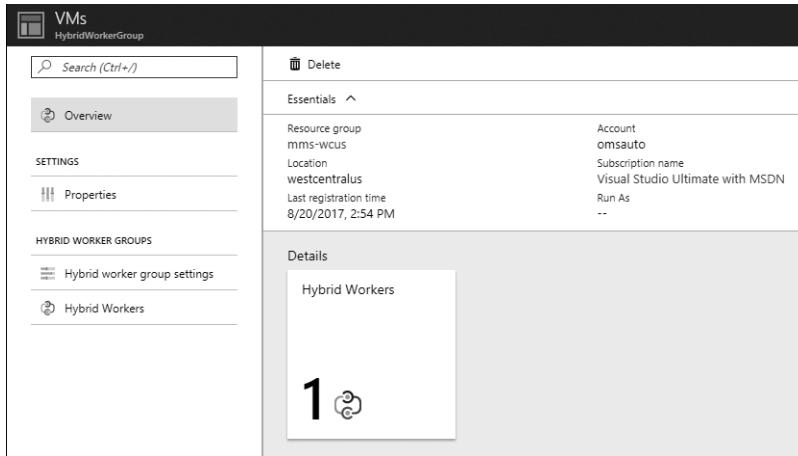 VMs
HybridWorkerGroup
Search (Ctrl+/)
Overview
SETTINGS
Properties
HYBRID WORKER GROUPS
Hybrid worker group settings
Hybrid Workers
Delete
Essentials
Resource group
mms-wcus
Location
westcentralus
Last registration time
8/20/2017, 2:54 PM
Account
omsauto
Subscription name
Visual Studio Ultimate with MSDN
Run As
--
Details
Hybrid Workers
1